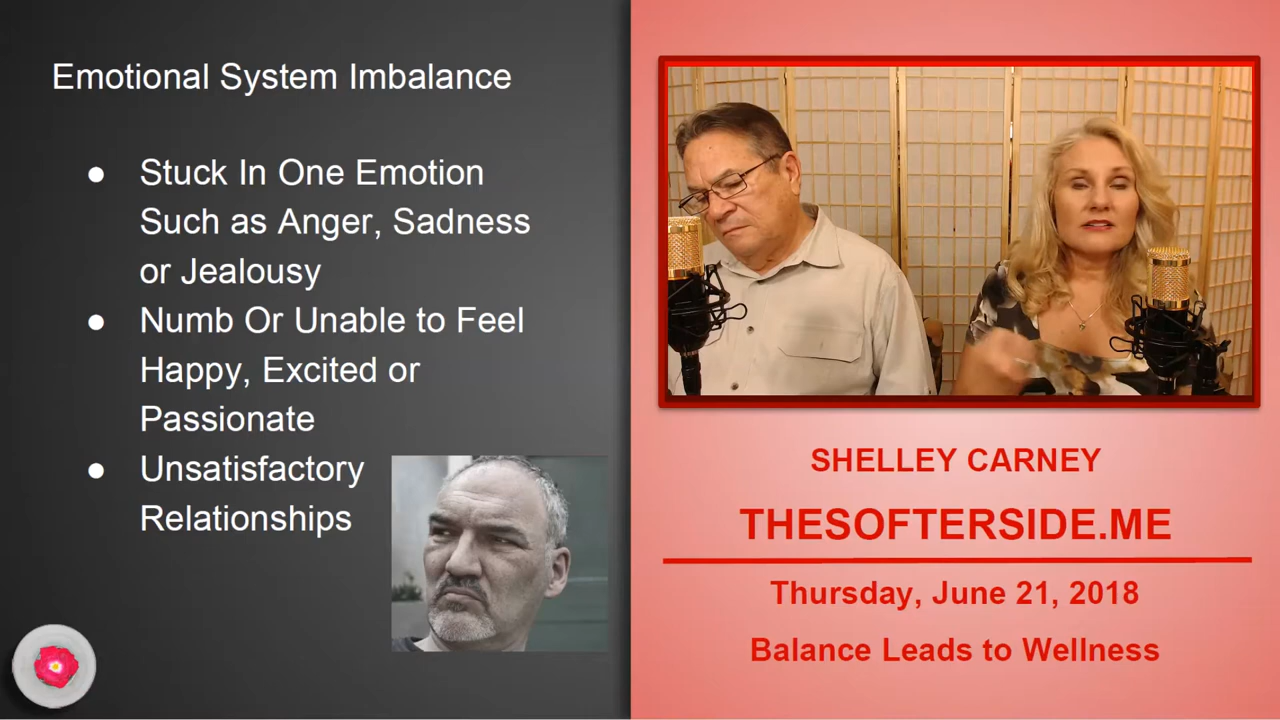 Emotional System Imbalance
● Stuck In One Emotion
Such as Anger, Sadness
or Jealousy
● Numb Or Unable to Feel
Happy, Excited or
Passionate
● Unsatisfactory
Relationships
SHELLEY CARNEY
THESOFTERSIDE.ME
Thursday, June 21, 2018
Balance Leads to Wellness